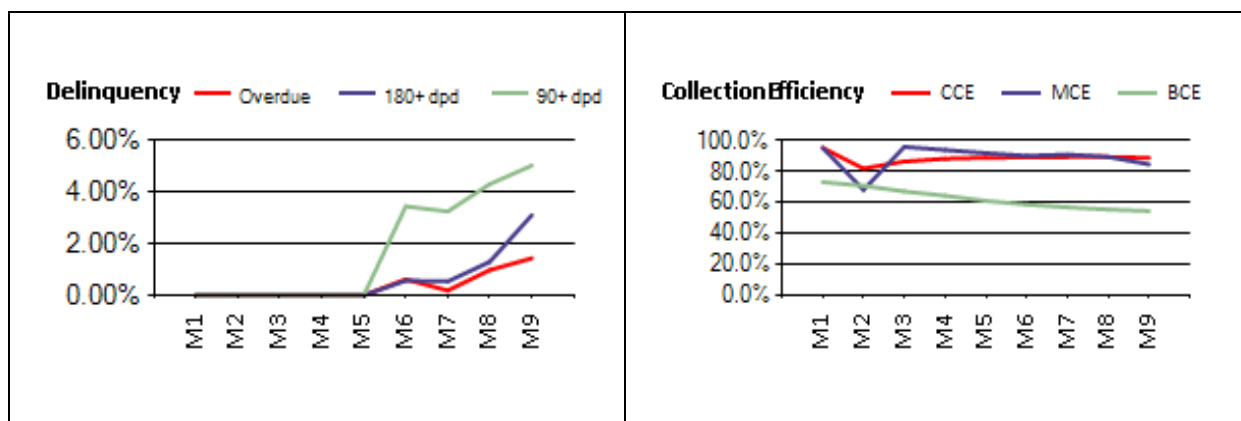 Delinquency Overdue 180+ dpd 90+ dpd
6.00%
4.00%
2.00%
0.00%
M1 M2 M3 M4 M5 M6 M7 M8 M9
Collection Efficiency CCE MCE BCE
100.0%
80.0%
60.0%
40.0%
20.0%
0.0%
M1 M2 M3 M4 M5 M6 M7 M8 M9